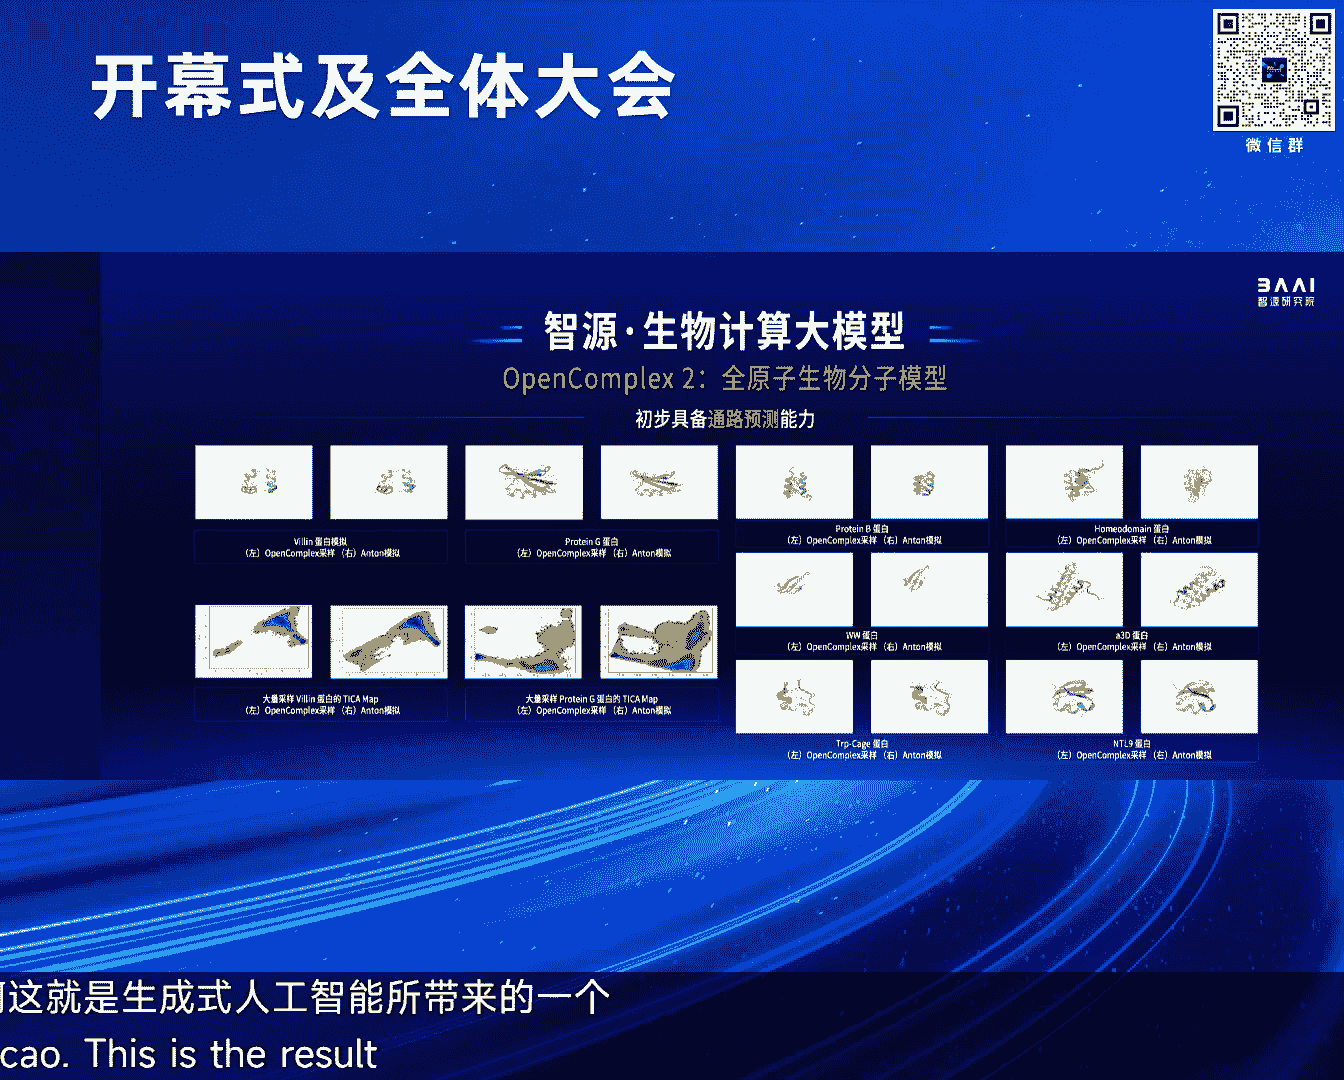 开幕式及全体大会
微信群
BAAI
智源研究院
智源·生物计算大模型
OpenComplex 2：全原子生物分子模型
初步具备通路预测能力
Villin 蛋白模拟
（左）OpenComplex采样 （右）Anton模拟
Protein G 蛋白
（左）OpenComplex采样 （右）Anton模拟
Protein B 蛋白
（左）OpenComplex采样 （右）Anton模拟
Homeodomain 蛋白
（左）OpenComplex采样 （右）Anton模拟
WW 蛋白
（左）OpenComplex采样 （右）Anton模拟
a3D 蛋白
（左）OpenComplex采样 （右）Anton模拟
大量采样 Villin 蛋白的 TICA Map
（左）OpenComplex采样 （右）Anton模拟
大量采样 Protein G 蛋白的 TICA Map
（左）OpenComplex采样 （右）Anton模拟
Trp-Cage 蛋白
（左）OpenComplex采样 （右）Anton模拟
NTL9 蛋白
（左）OpenComplex采样 （右）Anton模拟
这就是生成式人工智能所带来的一个
cao. This is the result